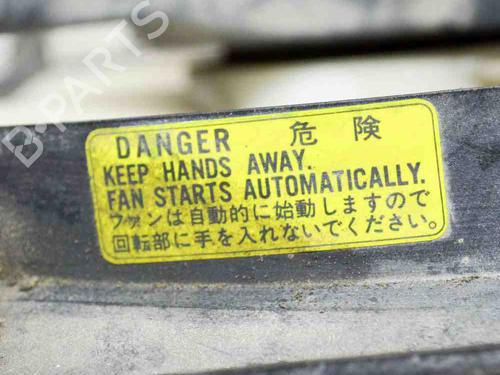 B-PARTS
DANGER 危険
KEEP HANDS AWAY.
FAN STARTS AUTOMATICALLY.
ファンは自動的に始動しますので
回転部に手を入れないでください。